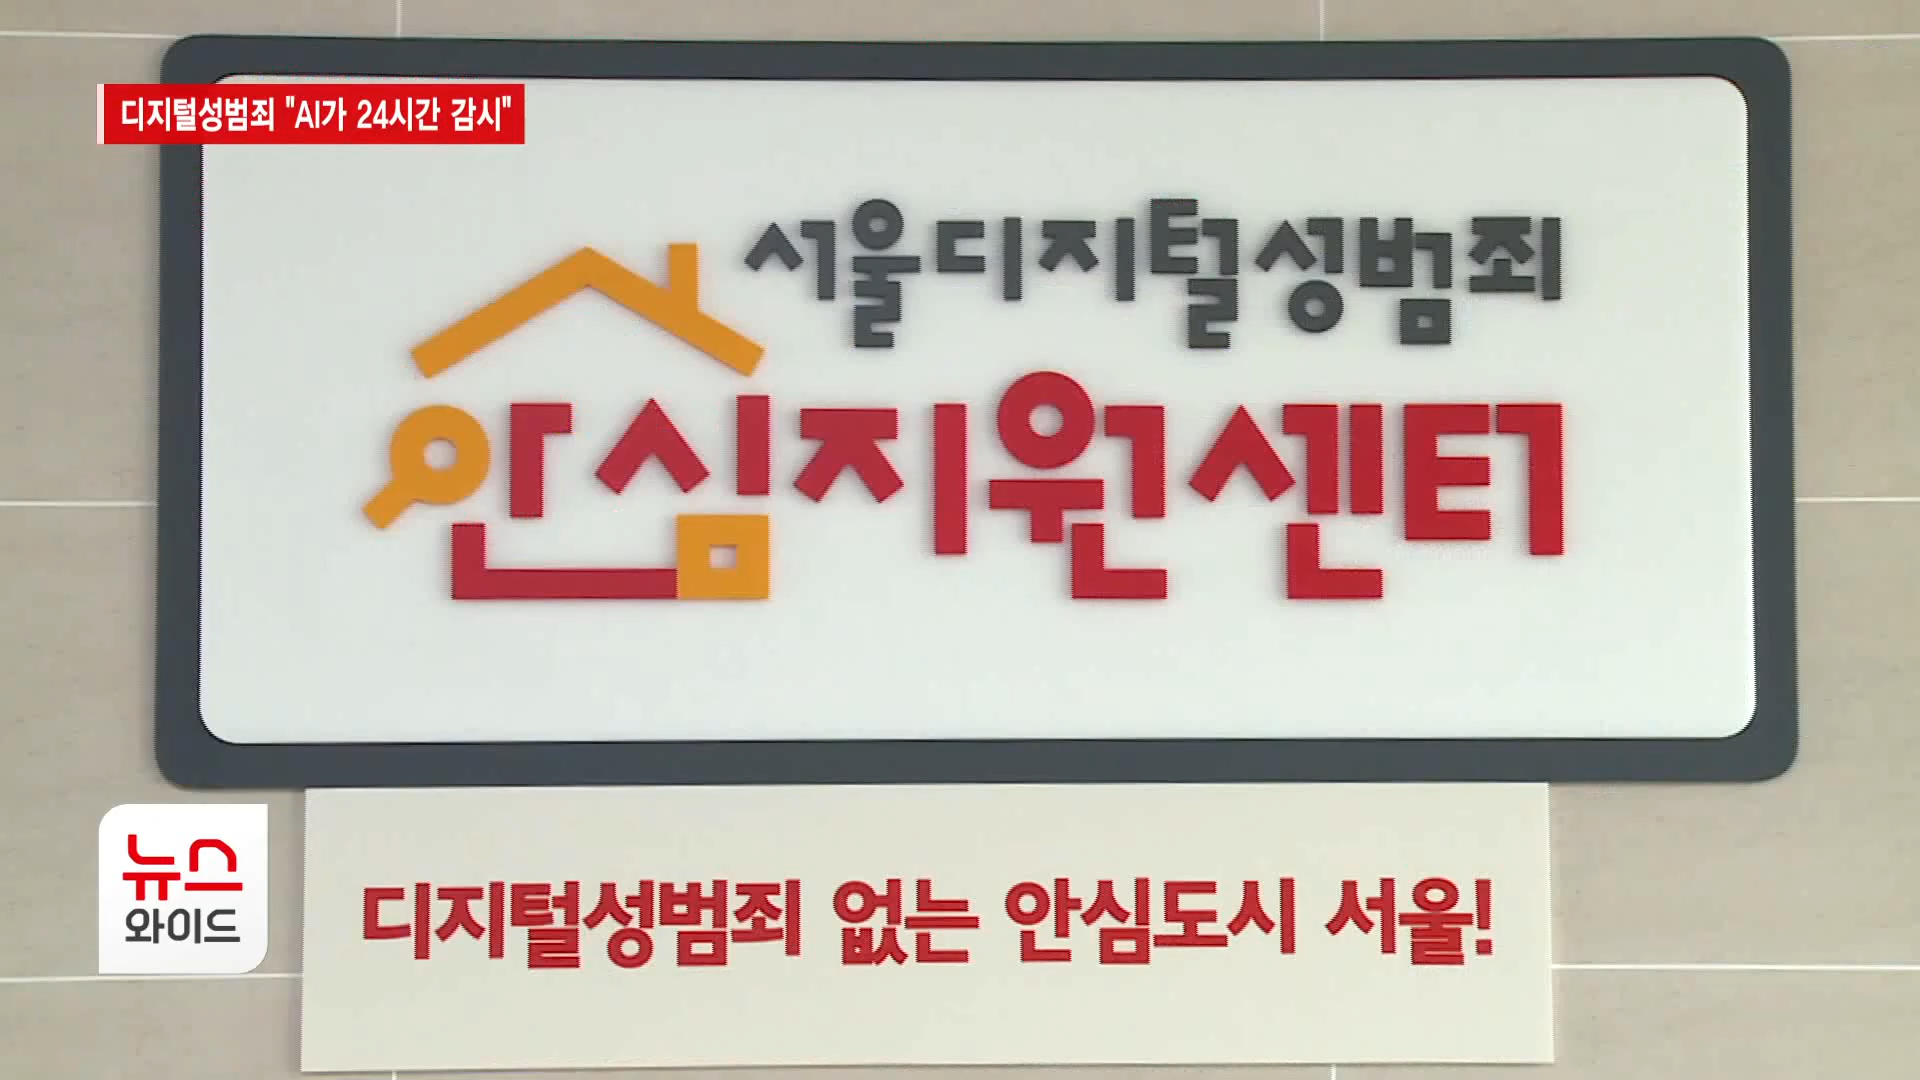 디지털성범죄 "AI가 24시간 감시"
서울디지털성범죄
안심지원센터
뉴스
와이드
디지털성범죄 없는 안심도시 서울!